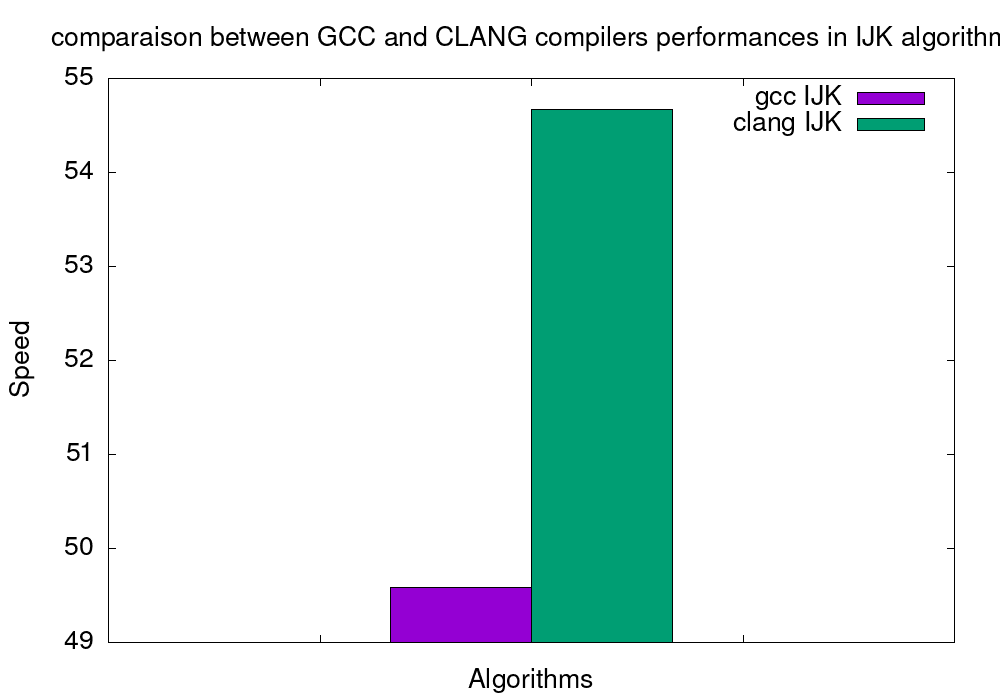 comparaison between GCC and CLANG compilers performances in IJK algorithm
55
gcc IJK
clang IJK
54
53
52
Speed
51
50
49
Algorithms